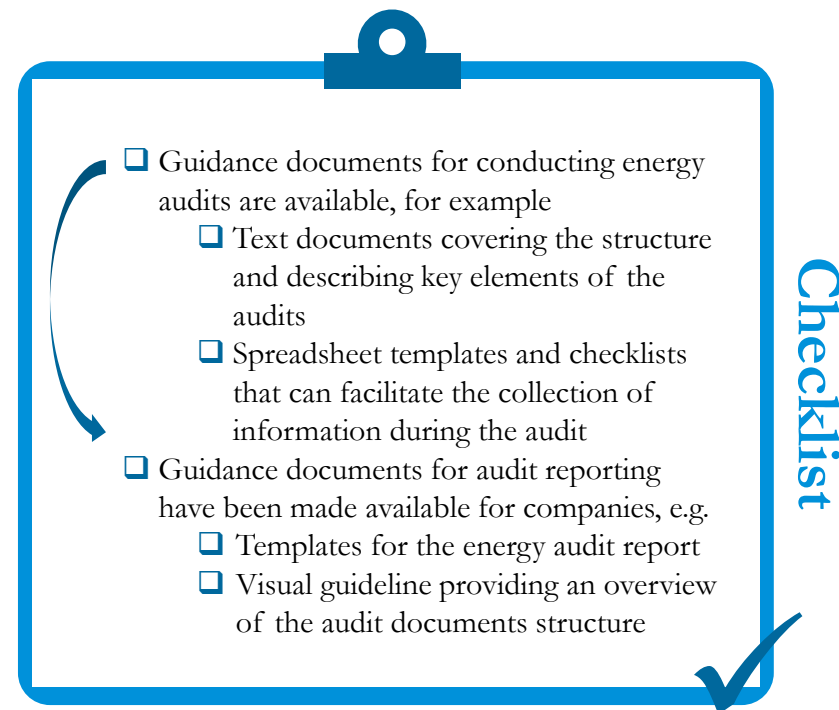 Guidance documents for conducting energy
audits are available, for example
Text documents covering the structure
and describing key elements of the
audits
Spreadsheet templates and checklists
that can facilitate the collection of
information during the audit
Guidance documents for audit reporting
have been made available for companies, e.g.
Templates for the energy audit report
Visual guideline providing an overview
of the audit documents structure
Checklist